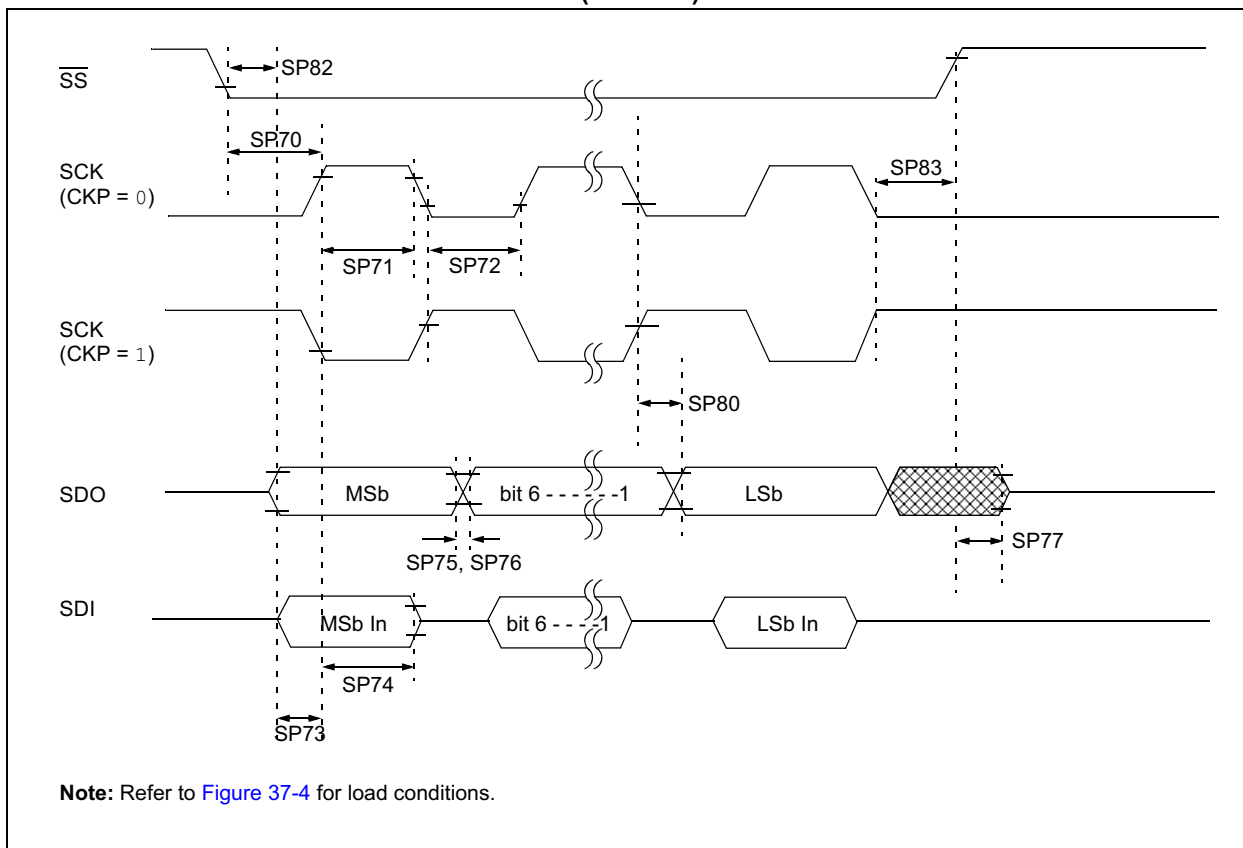 SS
SP82
SP70
SCK
(CKP = 0)
SP83
SP71
SP72
SCK
(CKP = 1)
SP80
SDO
MSb
bit 6 - - - - - -1
LSb
SP75, SP76
SP77
SDI
MSb In
bit 6 - - - -1
LSb In
SP74
SP73
Note: Refer to Figure 37-4 for load conditions.